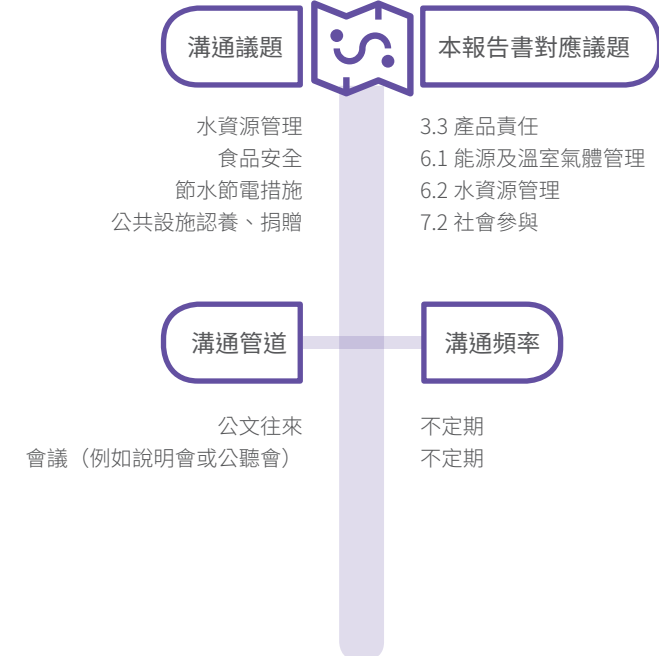 溝通議題
本報告書對應議題
水資源管理
食品安全
節水節電措施
公共設施認養、捐贈
3.3 產品責任
6.1 能源及溫室氣體管理
6.2 水資源管理
7.2 社會參與
溝通管道
溝通頻率
公文往來
會議（例如說明會或公聽會）
不定期
不定期